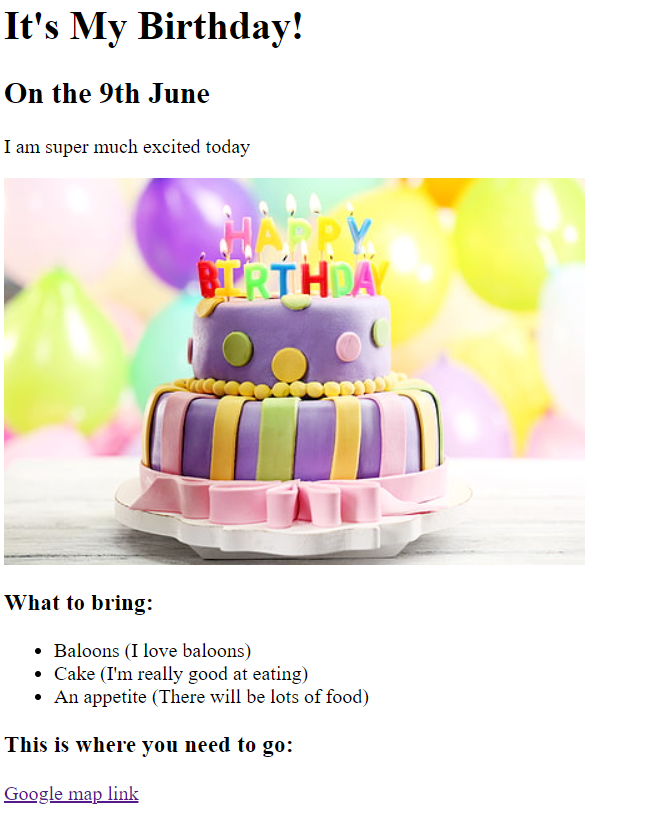 It's My Birthday!
On the 9th June
I am super much excited today
HAPPY
BIRTHDAY
What to bring:
Baloons (I love baloons)
Cake (I'm really good at eating)
An appetite (There will be lots of food)
This is where you need to go:
Google map link